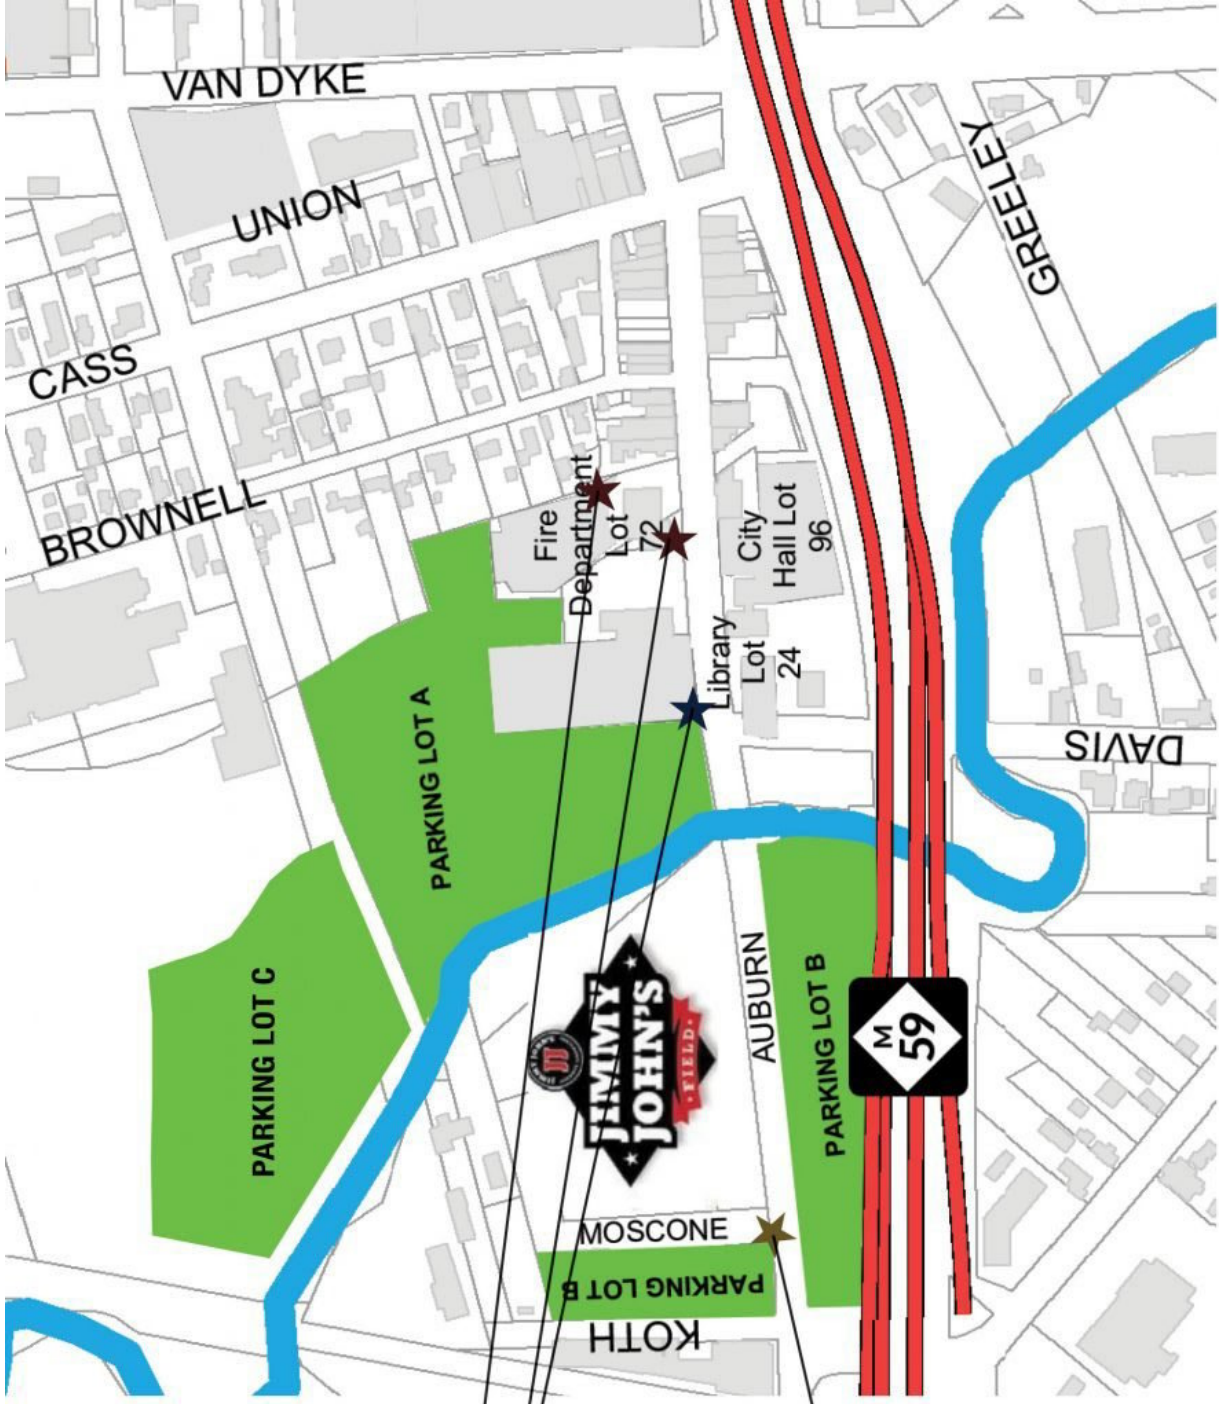 VAN DYKE
UNION
GREELEY
CASS
BROWNELL
Fire
Department
Lot
72
City
Hall Lot
96
Library
Lot
24
DAVIS
PARKING LOT A
PARKING LOT C
JIMMY
JOHN'S
FIELD
JJ
AUBURN
PARKING LOT B
M
59
MOSCONE
PARKING LOT B
KOTH